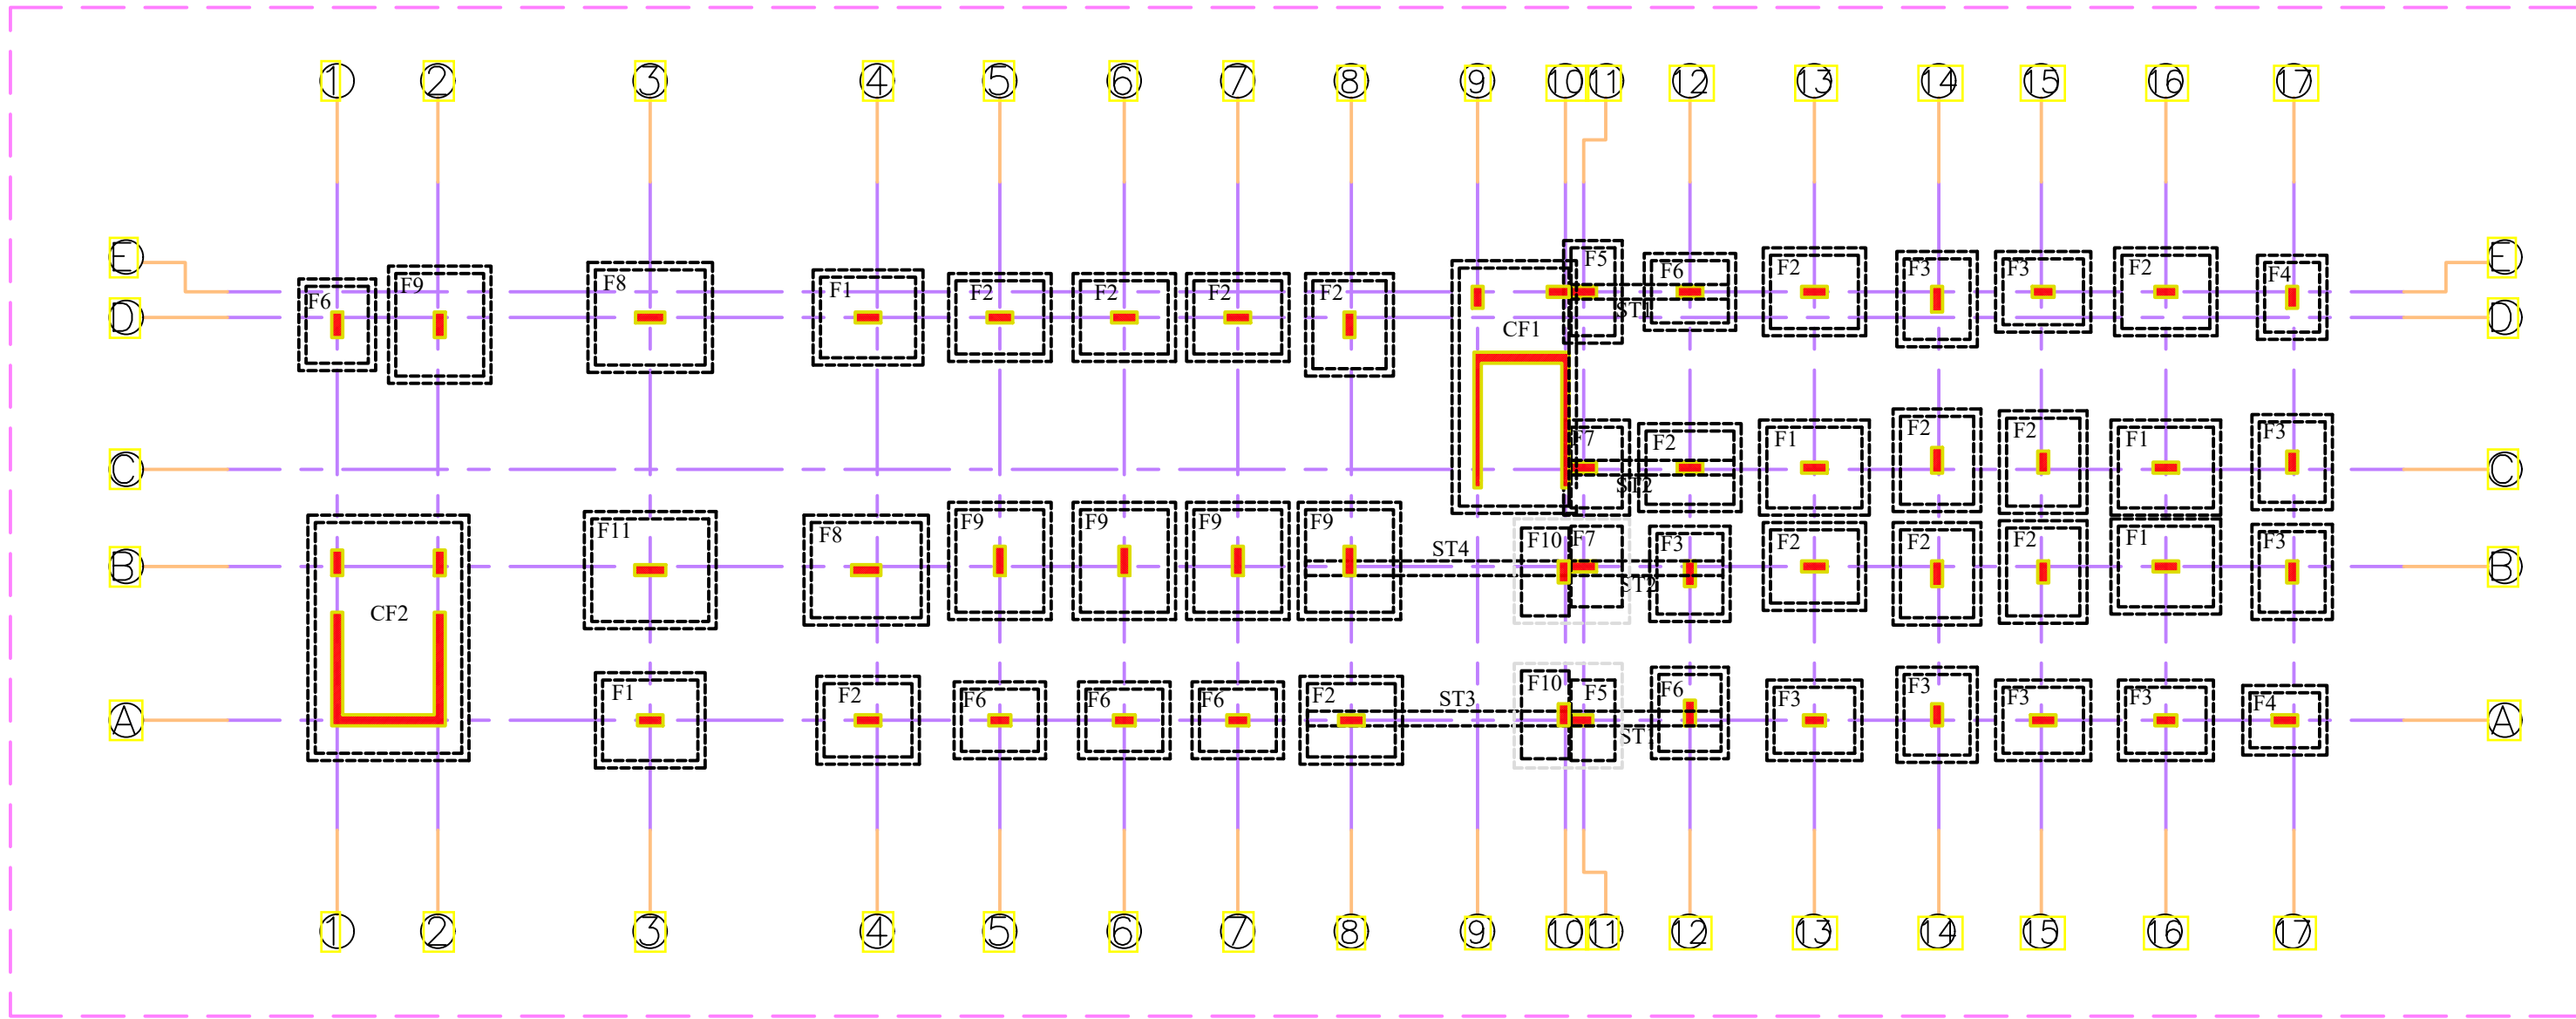 1 2 3 4 5 6 7 8 9 10 11 12 13 14 15 16 17
E E
F5
F6 F2 F3 F3 F2 F4
F6 F9 F8 F1 F2 F2 F2 F2
ST1
D D
CF1
F7 F2 F1 F2 F2 F1 F3
C C
ST2
F11 F8 F9 F9 F9 F9 F10 F7 F3 F2 F2 F2 F1 F3
ST4
B B
ST2
CF2
F1 F2 F6 F6 F6 F2 F10 F5 F6 F3 F3 F3 F3 F4
ST3
A A
ST1
1 2 3 4 5 6 7 8 9 10 11 12 13 14 15 16 17